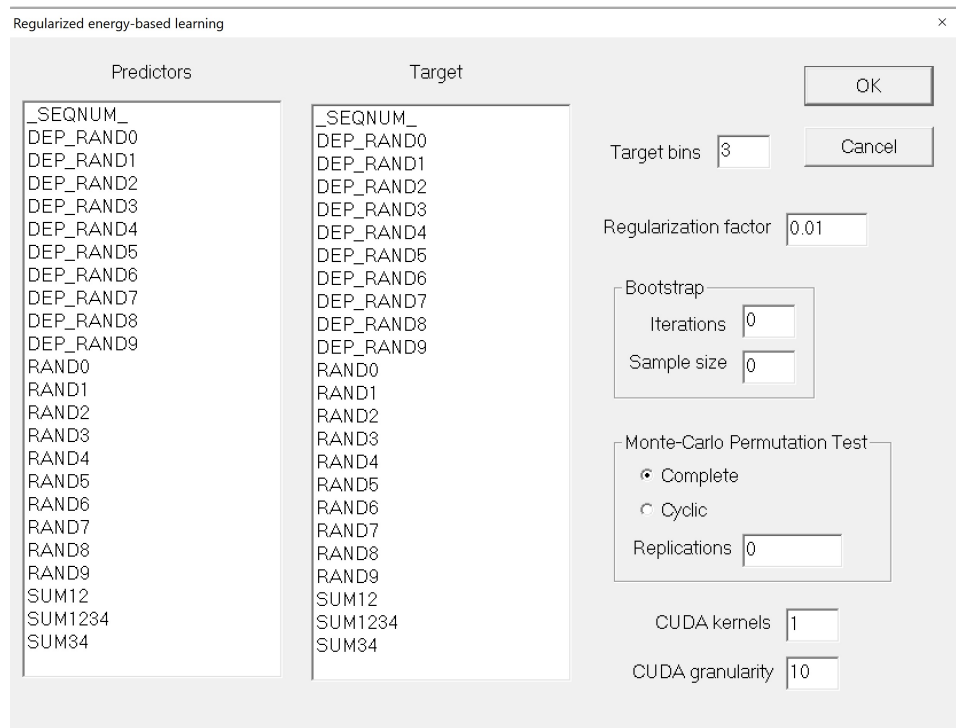 Regularized energy-based learning
Predictors
_SEQNUM_
DEP_RAND0
DEP_RAND1
DEP_RAND2
DEP_RAND3
DEP_RAND4
DEP_RAND5
DEP_RAND6
DEP_RAND7
DEP_RAND8
DEP_RAND9
RAND0
RAND1
RAND2
RAND3
RAND4
RAND5
RAND6
RAND7
RAND8
RAND9
SUM12
SUM1234
SUM34
Target
_SEQNUM_
DEP_RAND0
DEP_RAND1
DEP_RAND2
DEP_RAND3
DEP_RAND4
DEP_RAND5
DEP_RAND6
DEP_RAND7
DEP_RAND8
DEP_RAND9
RAND0
RAND1
RAND2
RAND3
RAND4
RAND5
RAND6
RAND7
RAND8
RAND9
SUM12
SUM1234
SUM34
OK
Cancel
Target bins 3
Regularization factor 0.01
Bootstrap
Iterations 0
Sample size 0
Monte-Carlo Permutation Test
Complete
Cyclic
Replications 0
CUDA kernels 1
CUDA granularity 10